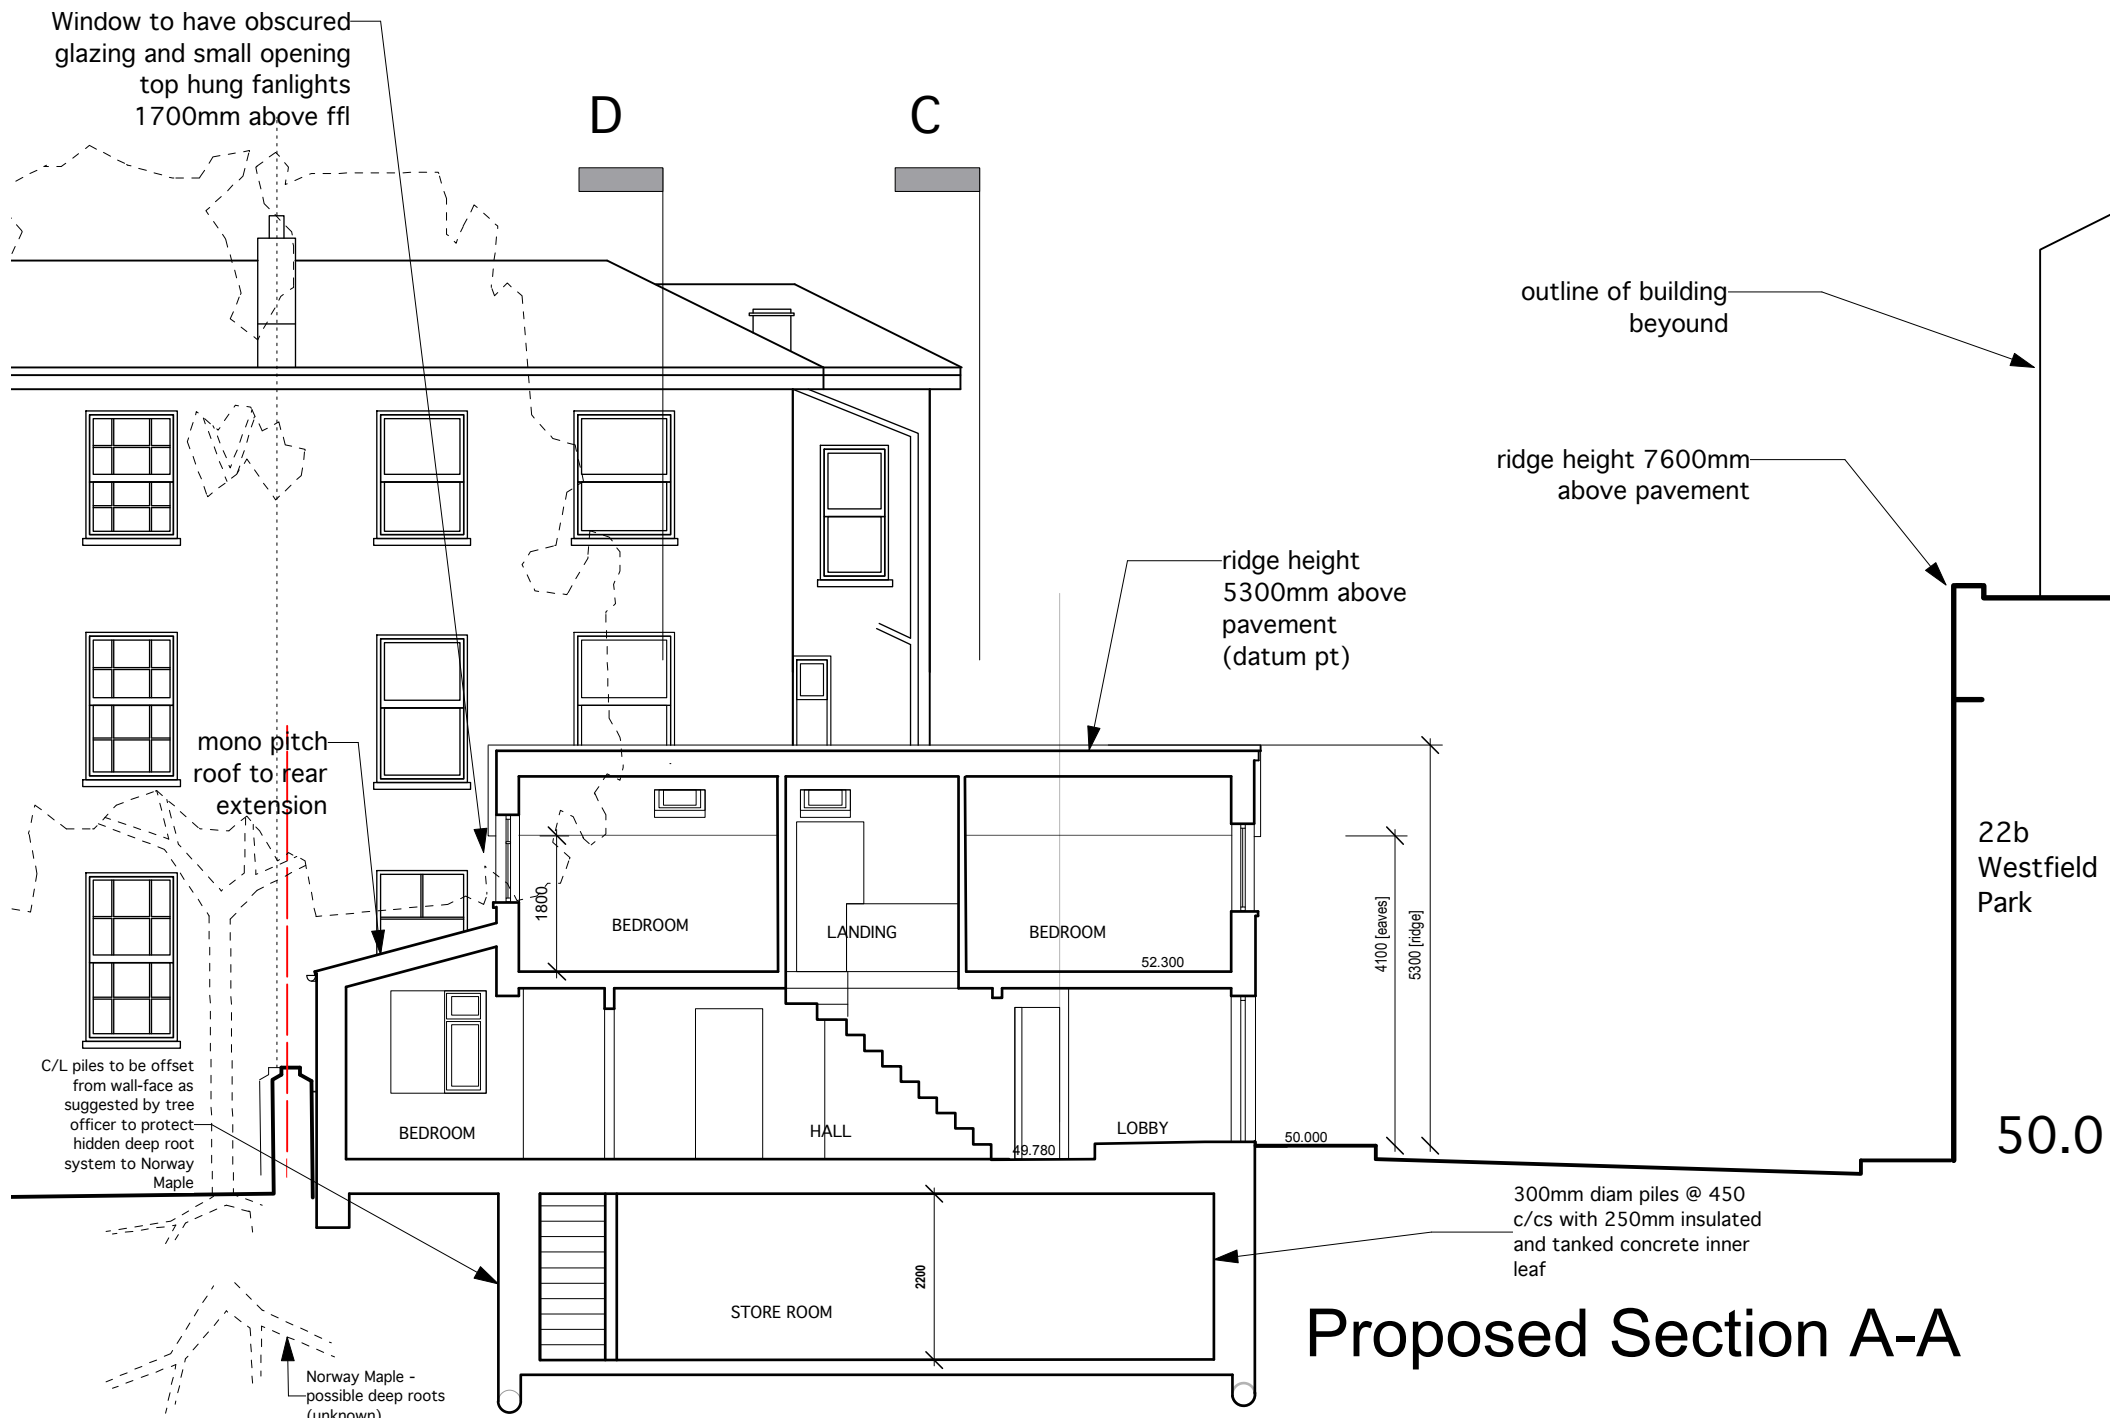 Window to have obscured
glazing and small opening
top hung fanlights
1700mm above ffl
D
C
outline of building
beyound
ridge height 7600mm
above pavement
ridge height
5300mm above
pavement
(datum pt)
mono pitch
roof to rear
extension
22b
Westfield
Park
1800
BEDROOM
LANDING
BEDROOM
52.300
4100 [eaves]
5300 [ridge]
C/L piles to be offset
from wall-face as
suggested by tree
officer to protect
hidden deep root
system to Norway
Maple
BEDROOM
HALL
LOBBY
49.780
50.000
50.0
300mm diam piles @ 450
c/cs with 250mm insulated
and tanked concrete inner
leaf
2200
STORE ROOM
Proposed Section A-A
Norway Maple -
possible deep roots
(unknown)